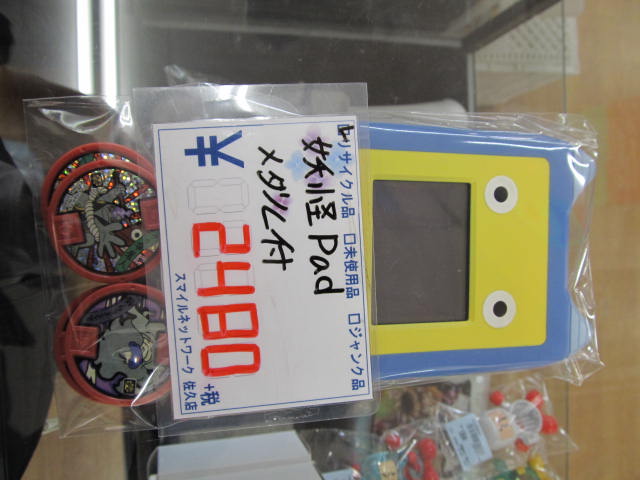 ☑リサイクル品 □未使用品 □ジャンク品
妖怪Pad
メダル付
¥2480
+税
スマイルネットワーク 佐久店